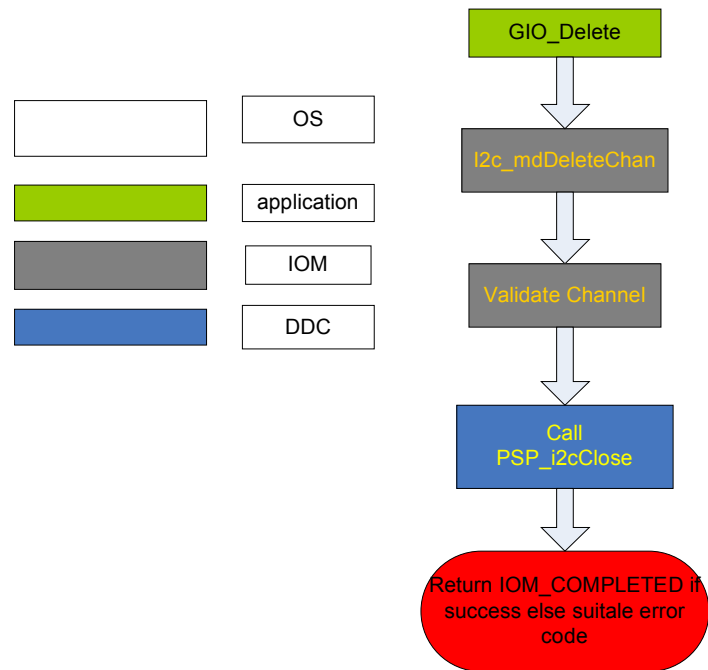 OS
application
IOM
DDC
GIO_Delete
I2c_mdDeleteChan
Validate Channel
Call
PSP_i2cClose
Return IOM_COMPLETED if
success else suitale error
code